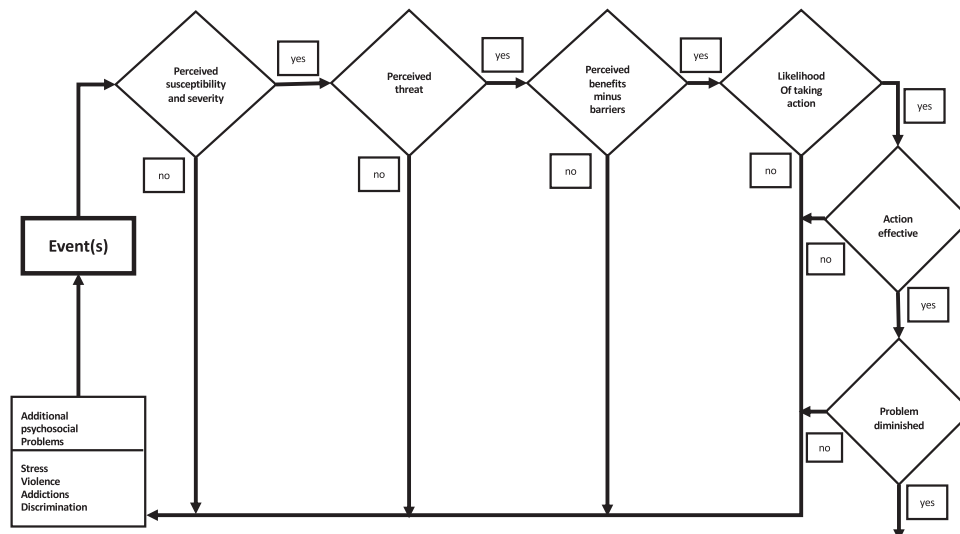 Perceived
susceptibility
and severity
yes
Perceived
threat
yes
Perceived
benefits
minus
barriers
yes
Likelihood
Of taking
action
yes
no
no
no
no
Action
effective
Event(s)
no
yes
Problem
diminished
no
yes
Additional
psychosocial
Problems
Stress
Violence
Addictions
Discrimination